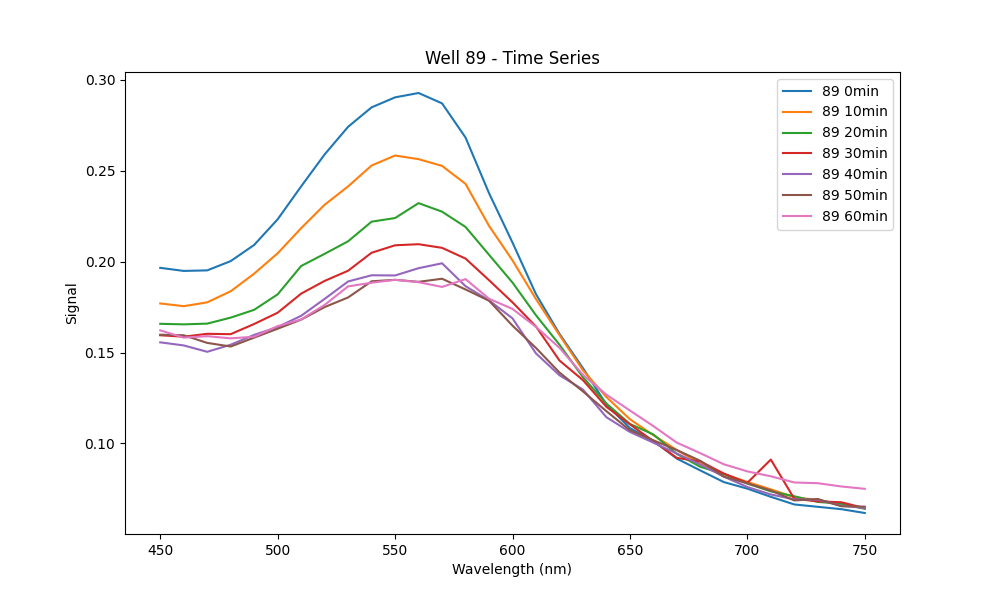 Well 89 - Time Series
0.30
0.25
0.20
0.15
0.10
Signal
450
500
550
600
650
700
750
Wavelength (nm)
89 0min
89 10min
89 20min
89 30min
89 40min
89 50min
89 60min